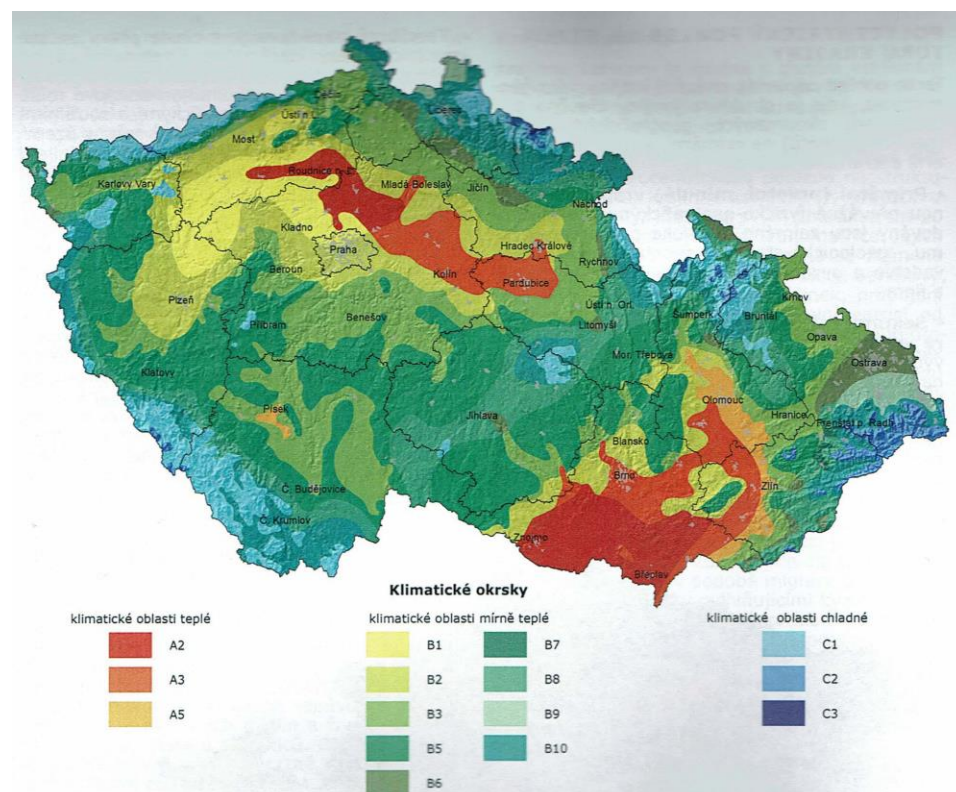 Děčín
Liberec
Ústí n. L.
Most
Roudnice n. L.
Karlovy Vary
Mladá Boleslav
Jičín
Náchod
Kladno
Hradec Králové
Praha
Rychnov
Beroun
Kolín
Pardubice
Plzeň
Ústí n. Orl.
Krnov
Příbram
Benešov
Litomyšl
Šumperk
Bruntál
Opava
Mor. Třebová
Ostrava
Klatovy
Olomouc
Písek
Jihlava
Hranice
Frenštát p. Radh.
Blansko
Brno
Zlín
Č. Budějovice
Č. Krumlov
Znojmo
Břeclav
Klimatické okrsky
klimatické oblasti teplé
klimatické oblasti mírně teplé
klimatické oblasti chladné
A2
B1
B7
C1
A3
B2
B8
C2
A5
B3
B9
C3
B5
B10
B6